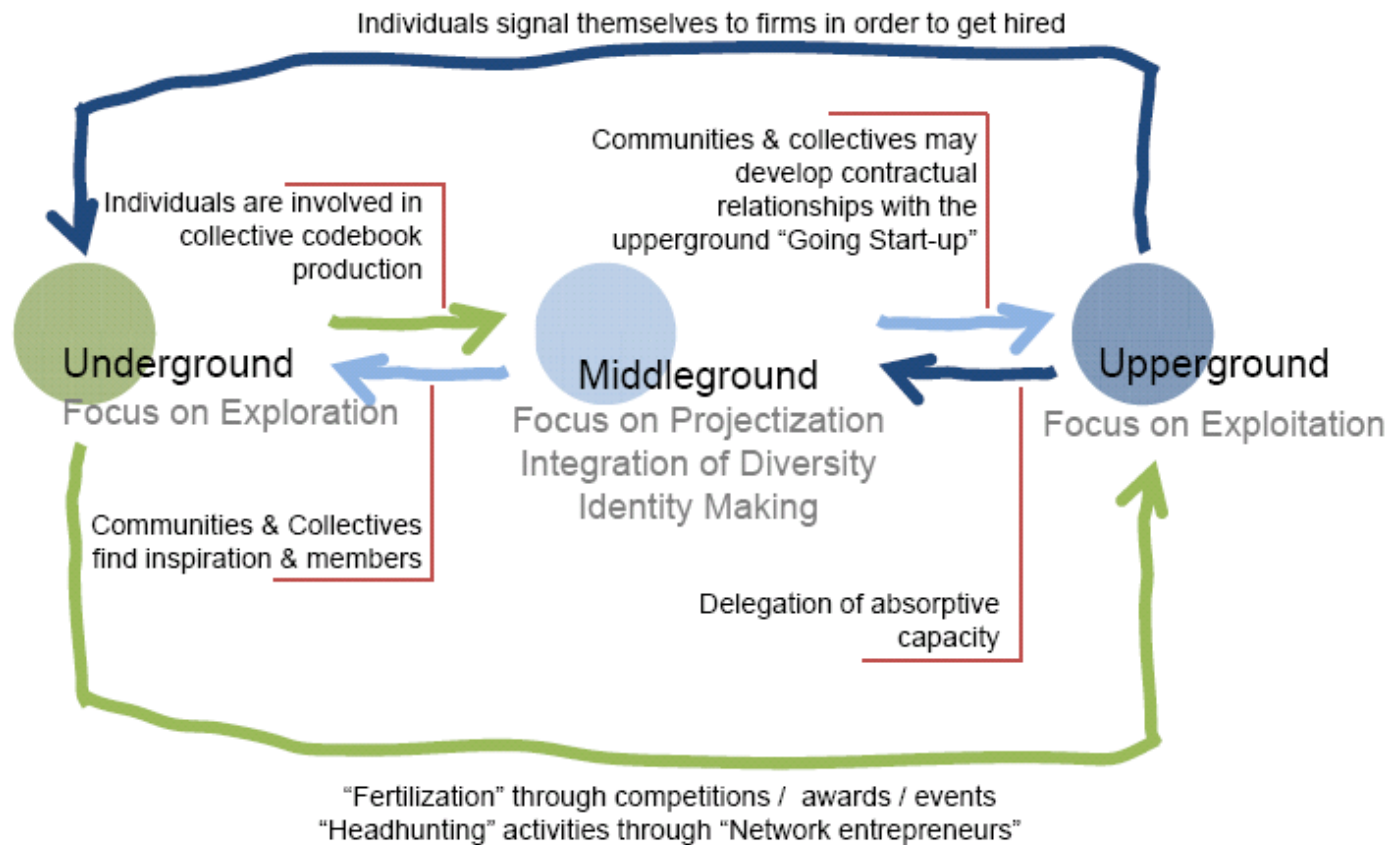 Individuals signal themselves to firms in order to get hired
Individuals are involved in
collective codebook
production
Communities & collectives may
develop contractual
relationships with the
upperground “Going Start-up”
Underground
Focus on Exploration
Middleground
Focus on Projectization
Integration of Diversity
Identity Making
Upperground
Focus on Exploitation
Communities & Collectives
find inspiration & members
Delegation of absorptive
capacity
“Fertilization” through competitions / awards / events
“Headhunting” activities through “Network entrepreneurs”